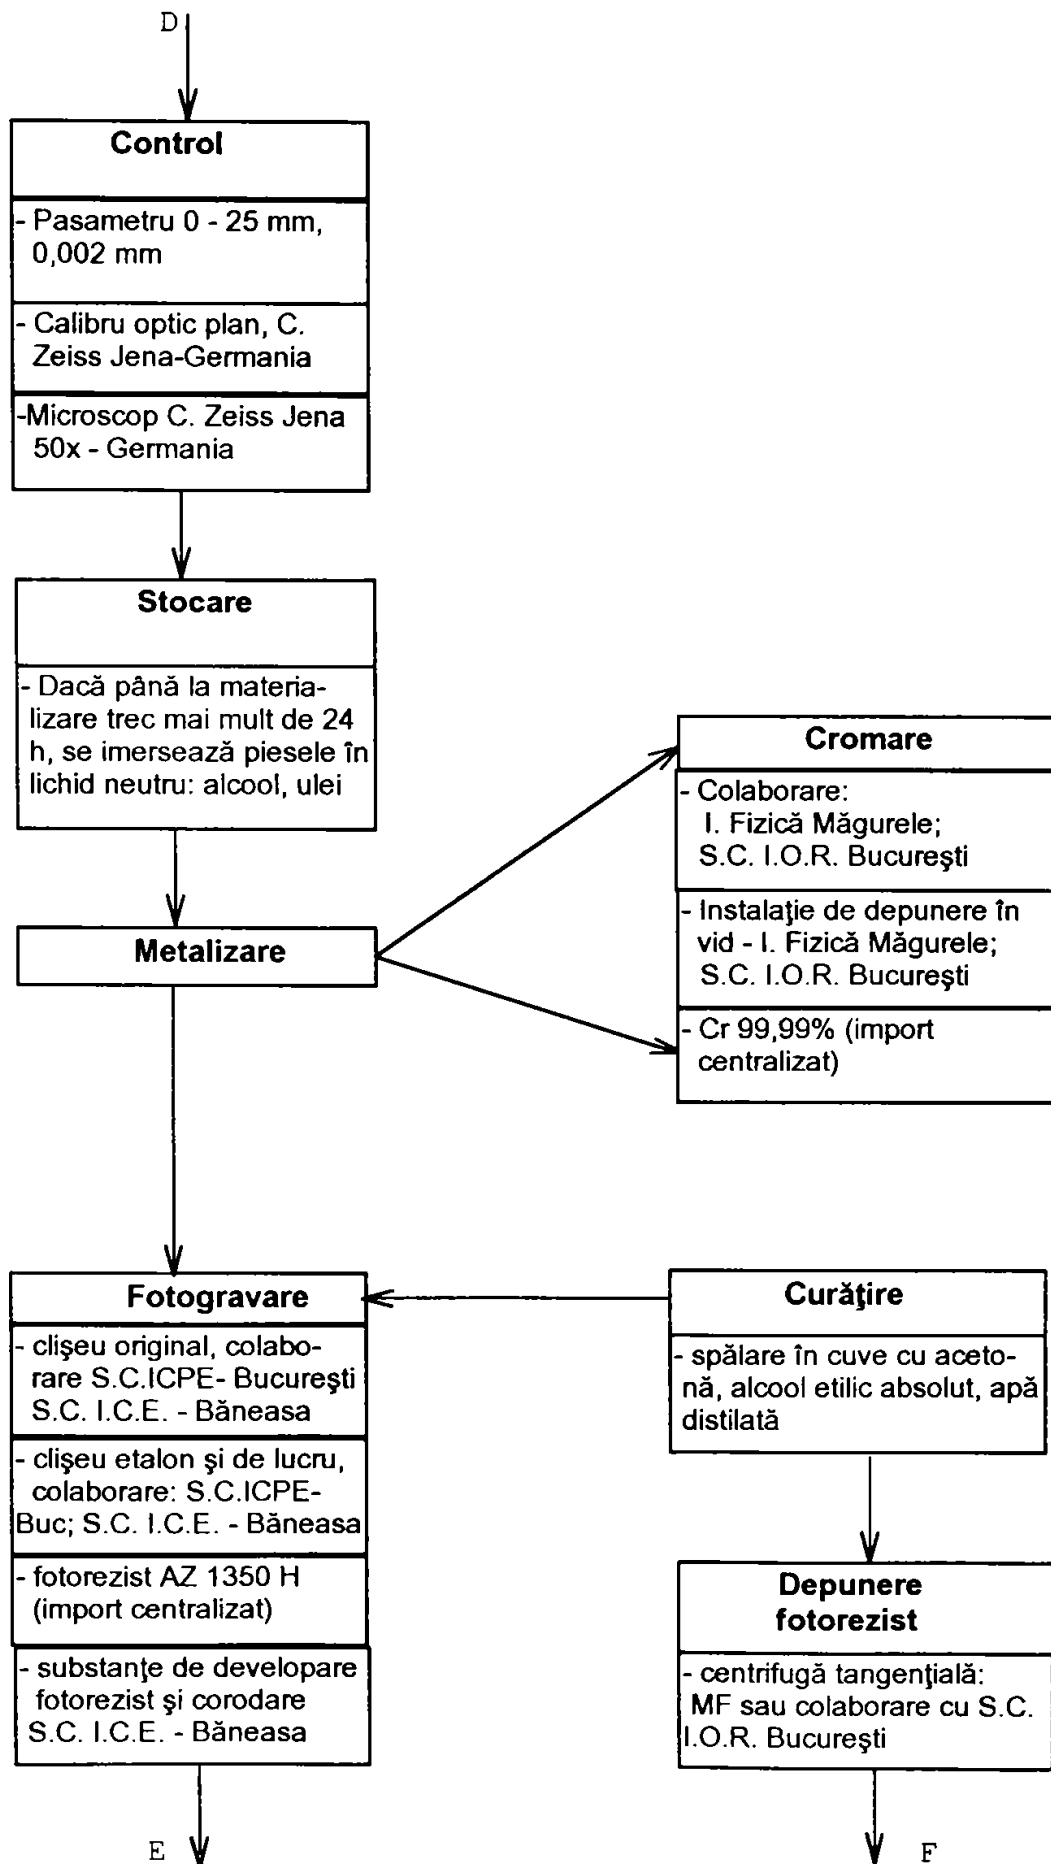 D
Control
- Pasametru 0 - 25 mm,
0,002 mm
- Calibru optic plan, C.
Zeiss Jena-Germania
-Microscop C. Zeiss Jena
50x - Germania
Stocare
- Dacă până la materia-
lizare trec mai mult de 24
h, se imersează piesele în
lichid neutru: alcool, ulei
Metalizare
Cromare
- Colaborare:
I. Fizică Măgurele;
S.C. I.O.R. Bucureşti
- Instalaţie de depunere în
vid - I. Fizică Măgurele;
S.C. I.O.R. Bucureşti
- Cr 99,99% (import
centralizat)
Fotogravare
- clişeu original, colabo-
rare S.C.ICPE- Bucureşti
S.C. I.C.E. - Băneasa
- clişeu etalon şi de lucru,
colaborare: S.C.ICPE-
Buc; S.C. I.C.E. - Băneasa
- fotorezist AZ 1350 H
(import centralizat)
- substanţe de developare
fotorezist şi corodare
S.C. I.C.E. - Băneasa
E
Curăţire
- spălare în cuve cu aceto-
nă, alcool etilic absolut, apă
distilată
Depunere
fotorezist
- centrifugă tangenţială:
MF sau colaborare cu S.C.
I.O.R. Bucureşti
F